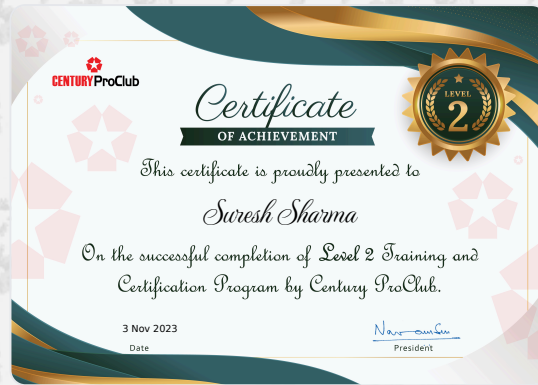 CENTURY ProClub
Certificate
OF ACHIEVEMENT
LEVEL
2
This certificate is proudly presented to
Suresh Sharma
On the successful completion of Level 2 Training and
Certification Program by Century ProClub.
3 Nov 2023
Date
President